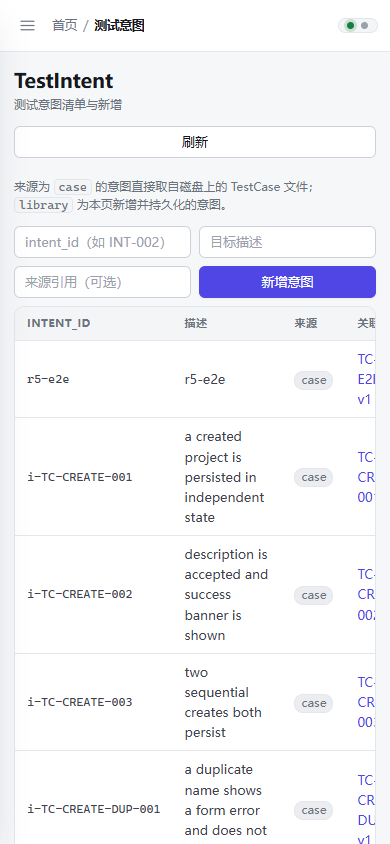 首页 / 测试意图
TestIntent
测试意图清单与新增
刷新
来源为 case 的意图直接取自磁盘上的 TestCase 文件；
library 为本页新增并持久化的意图。
intent_id（如 INT-002） 目标描述
来源引用（可选） 新增意图
INTENT_ID 描述 来源
r5-e2e r5-e2e case
v1
i-TC-CREATE-001
a created
project is
persisted in
independent
state
case
i-TC-CREATE-002
description is
accepted and
success
banner is
shown
case
i-TC-CREATE-003
two
sequential
creates both
persist
case
i-TC-CREATE-DUP-001
a duplicate
name shows
a form error
and does not
case